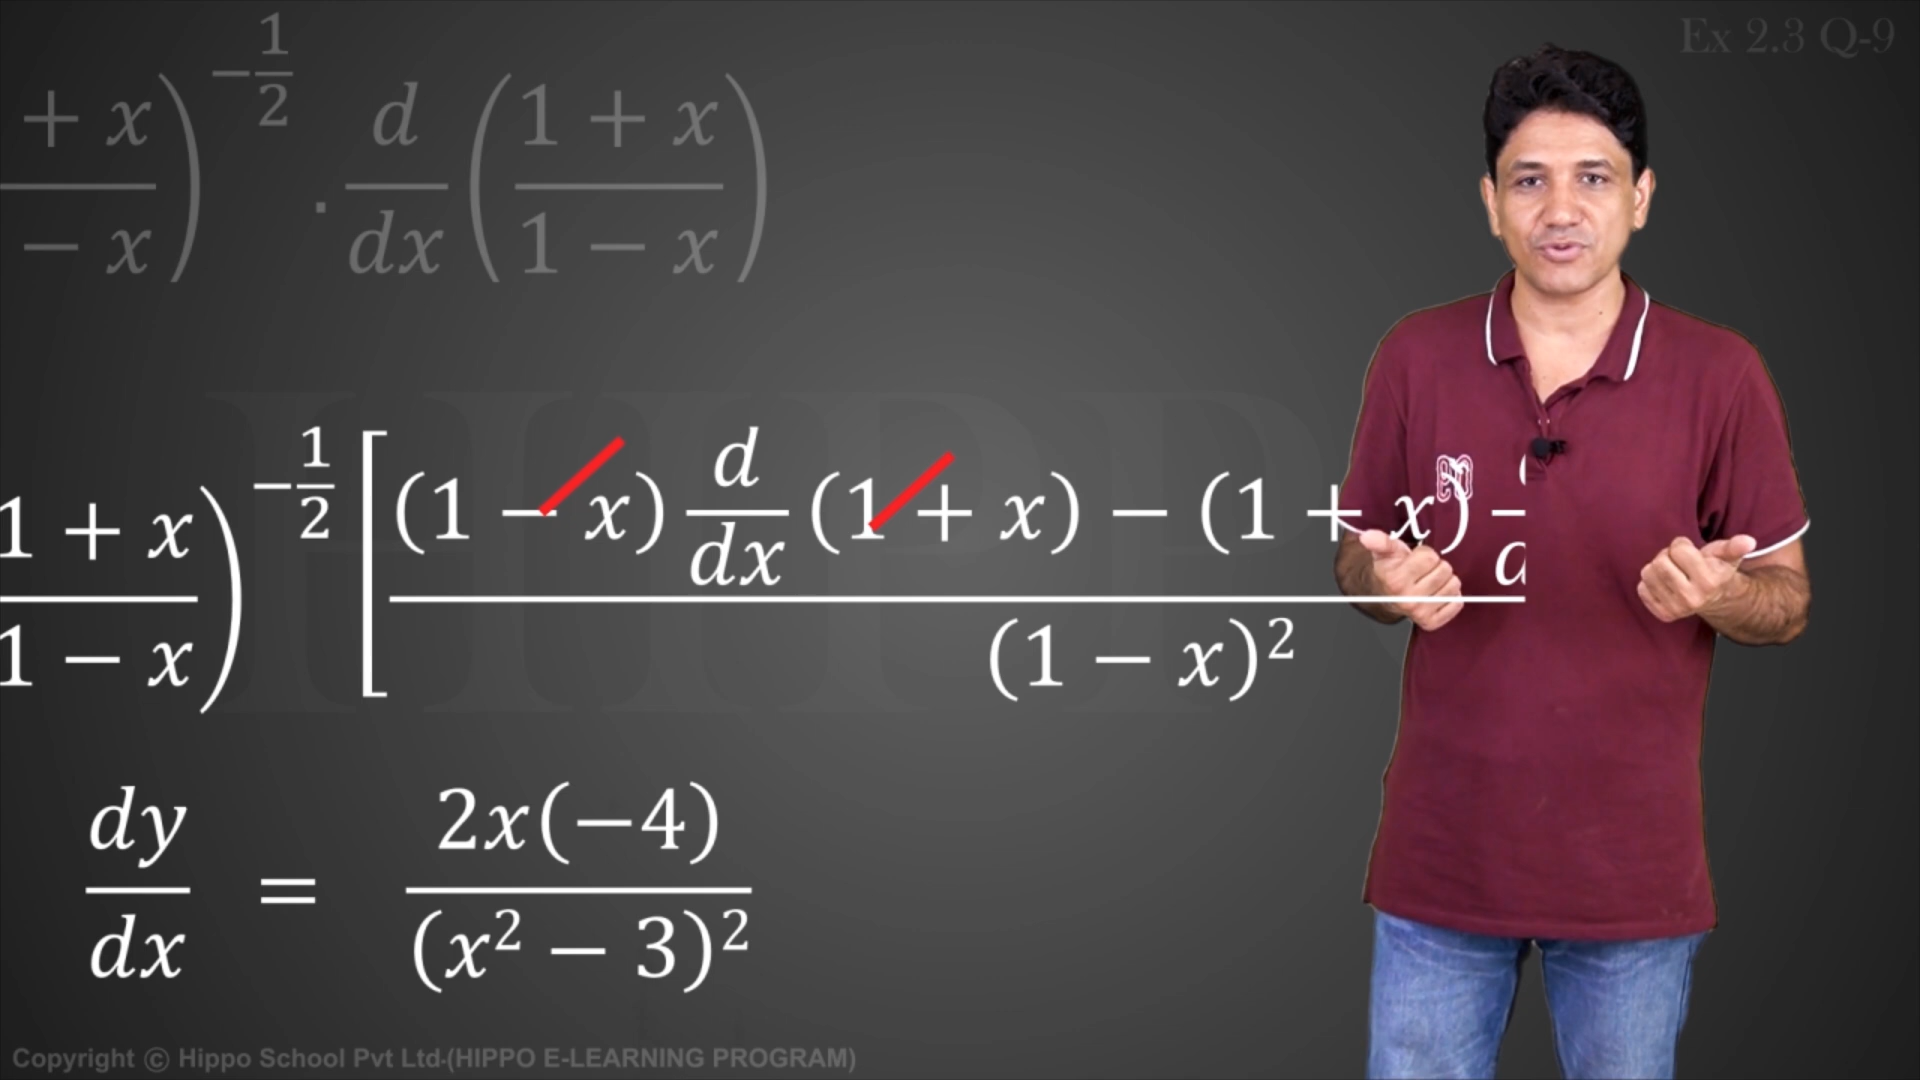 Ex 2.3 Q-9
+ x / − x )^{−1/2} · d/dx ( 1 + x / 1 − x )
1 + x / 1 − x )^{−1/2} [ (1 − x) d/dx (1 + x) − (1 + x) / (1 − x)²
dy/dx = 2x(−4) / (x² − 3)²
Copyright © Hippo School Pvt Ltd.(HIPPO E-LEARNING PROGRAM)